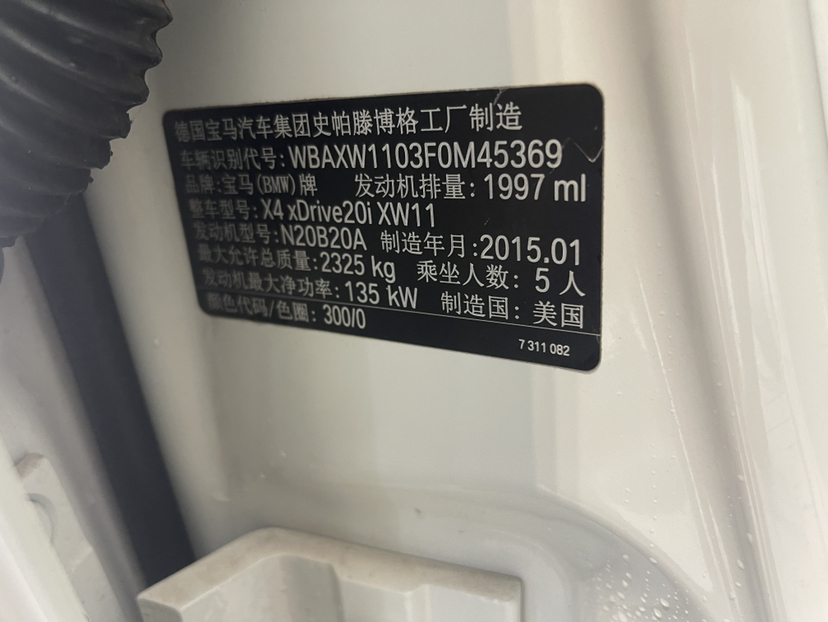 德国宝马汽车集团史帕滕博格工厂制造
车辆识别代号: WBAXW1103F0M45369
品牌: 宝马(BMW)牌 发动机排量: 1997 ml
整车型号: X4 xDrive20i XW11
发动机型号: N20B20A 制造年月: 2015.01
最大允许总质量: 2325 kg 乘坐人数: 5 人
发动机最大净功率: 135 kW 制造国: 美国
颜色代码/色圈: 300/0
7 311 082